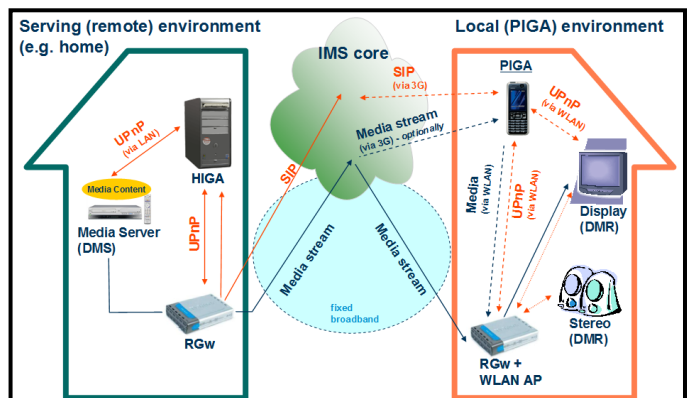 Serving (remote) environment
(e.g. home)
IMS core
Local (PIGA) environment
PIGA
SIP
(via 3G)
UPnP
(via WLAN)
UPnP
(via LAN)
Media stream
(via 3G) - optionally
HIGA
SIP
Media Content
Media Server
(DMS)
UPnP
Media
(via WLAN)
UPnP
(via WLAN)
Display
(DMR)
Media stream
Media stream
fixed
broadband
Stereo
(DMR)
RGw
RGw +
WLAN AP